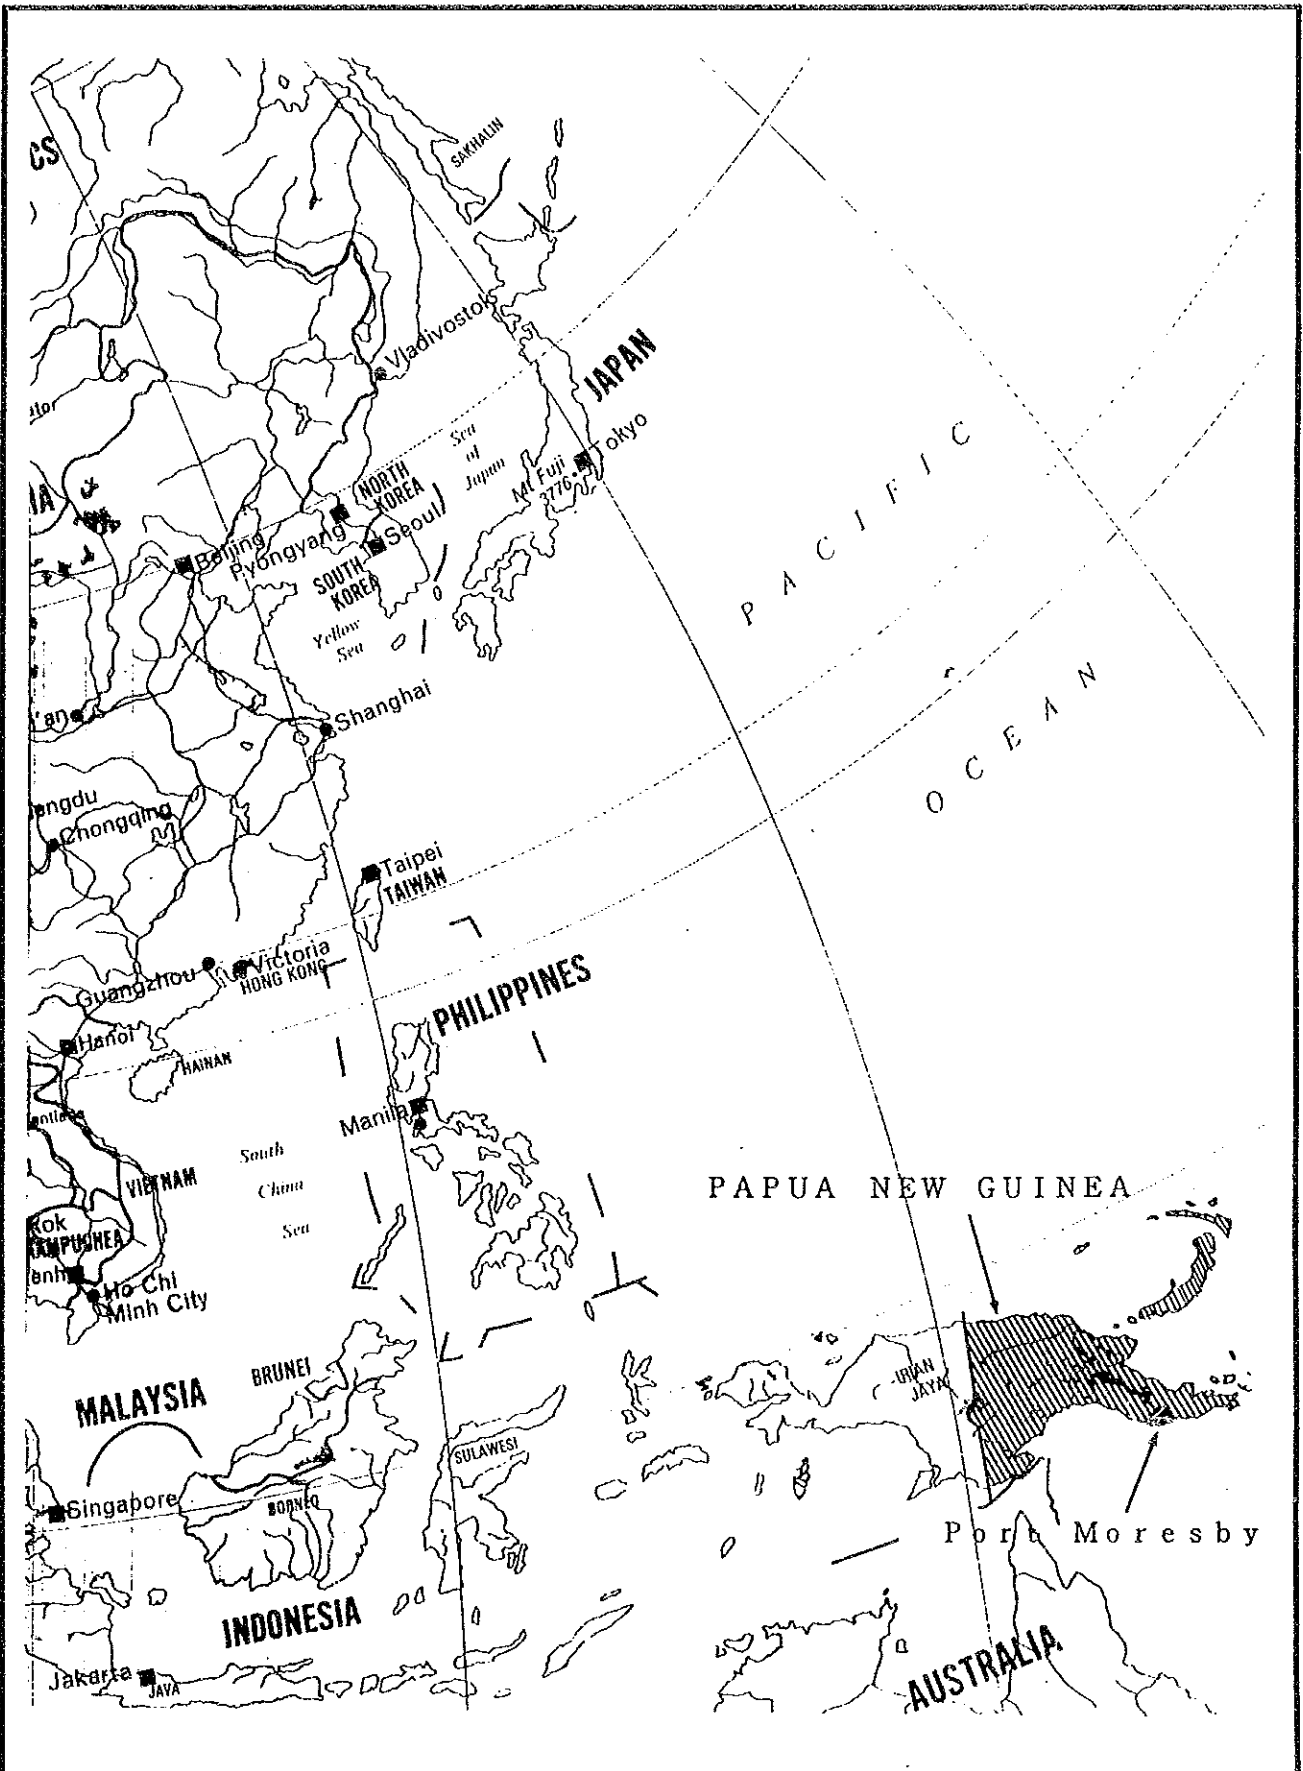 SAKHALIN
Vladivostok
JAPAN
Sea
of
Japan
Tokyo
Mt Fuji
3776
NORTH
KOREA
Seoul
Pyongyang
Beijing
SOUTH
KOREA
Yellow
Sea
PACIFIC
OCEAN
Shanghai
Chongqing
Taipei
TAIWAN
Guangzhou
Victoria
HONG KONG
PHILIPPINES
Hanoi
HAINAN
Manila
South
China
Sea
VIETNAM
PAPUA NEW GUINEA
Ho Chi
Minh City
BRUNEI
MALAYSIA
IRIAN
JAYA
SULAWESI
Singapore
BORNEO
Port Moresby
INDONESIA
Jakarta
JAVA
AUSTRALIA